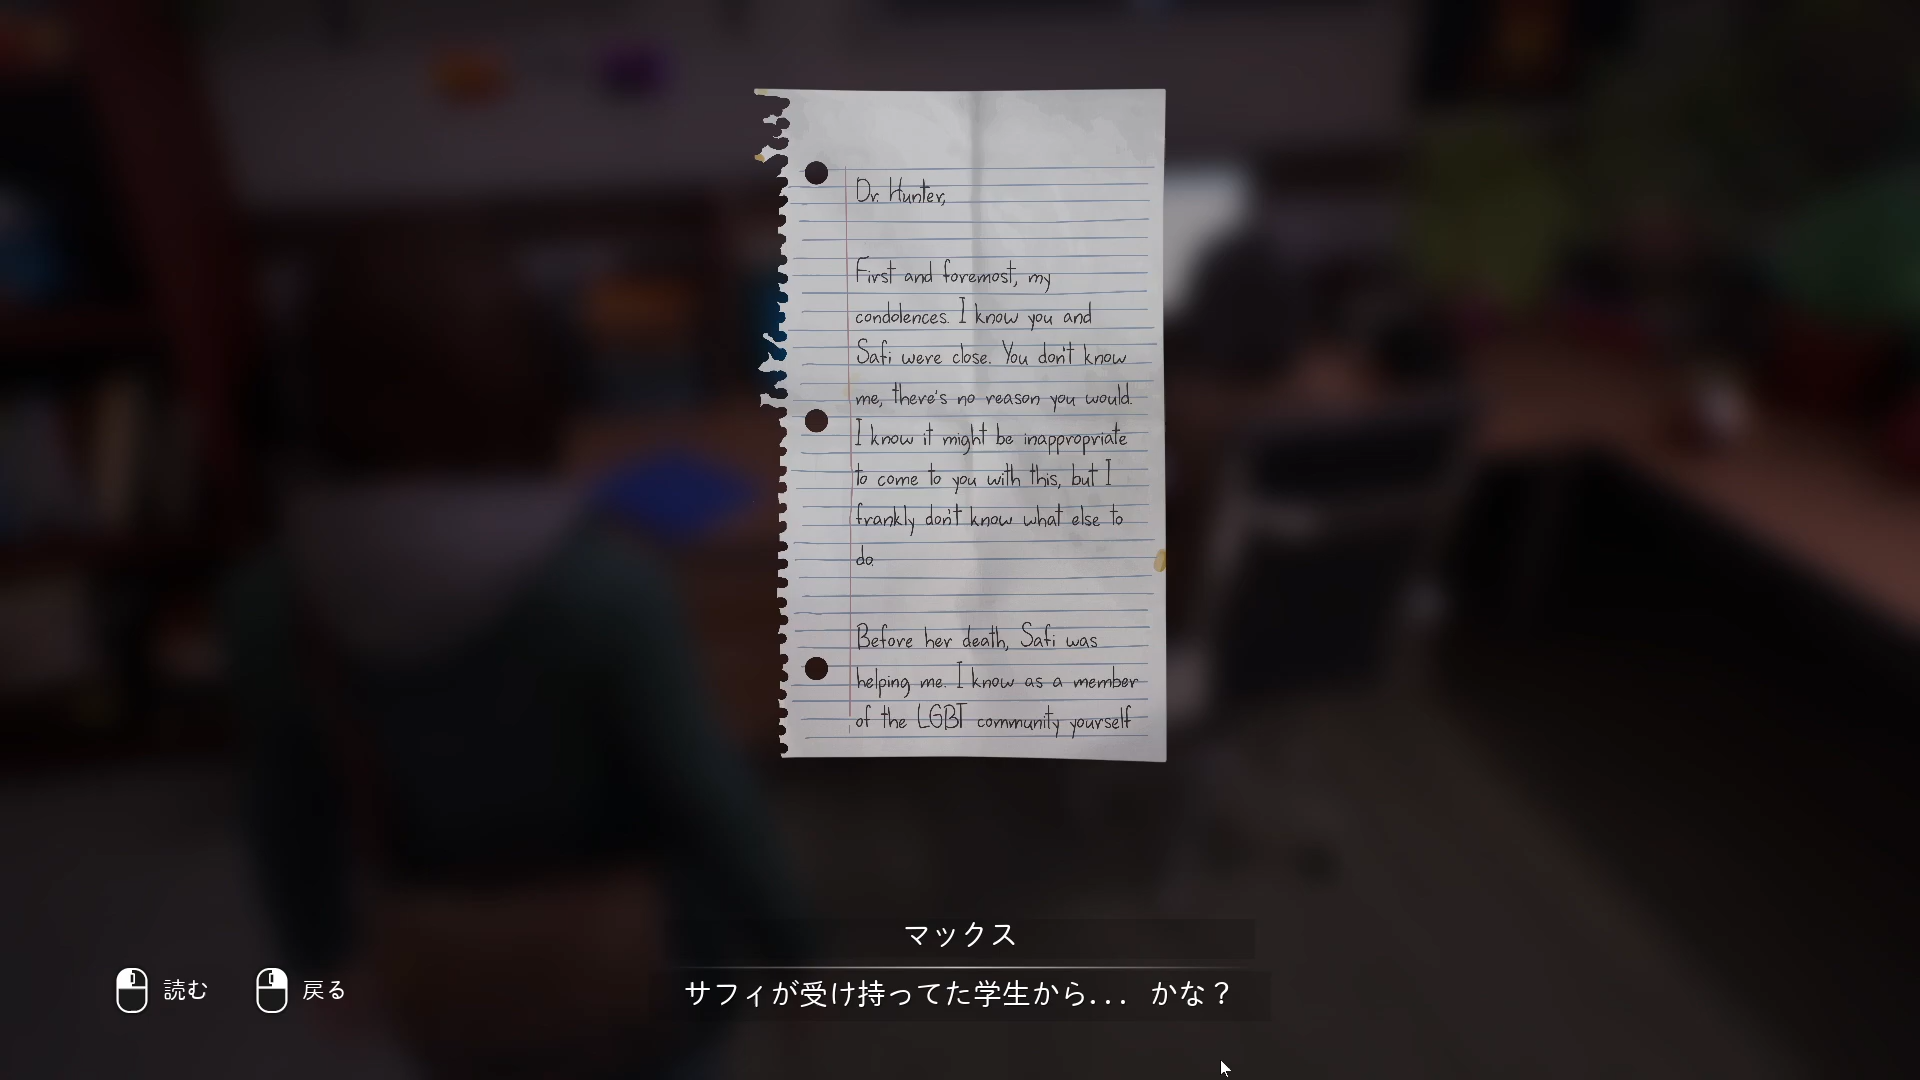 Dr. Hunter,
First and foremost, my
condolences. I know you and
Safi were close. You don't know
me, there's no reason you would.
I know it might be inappropriate
to come to you with this, but I
frankly don't know what else to
do.
Before her death, Safi was
helping me. I know as a member
of the LGBT community yourself
マックス
サフィが受け持ってた学生から... かな？
読む
戻る